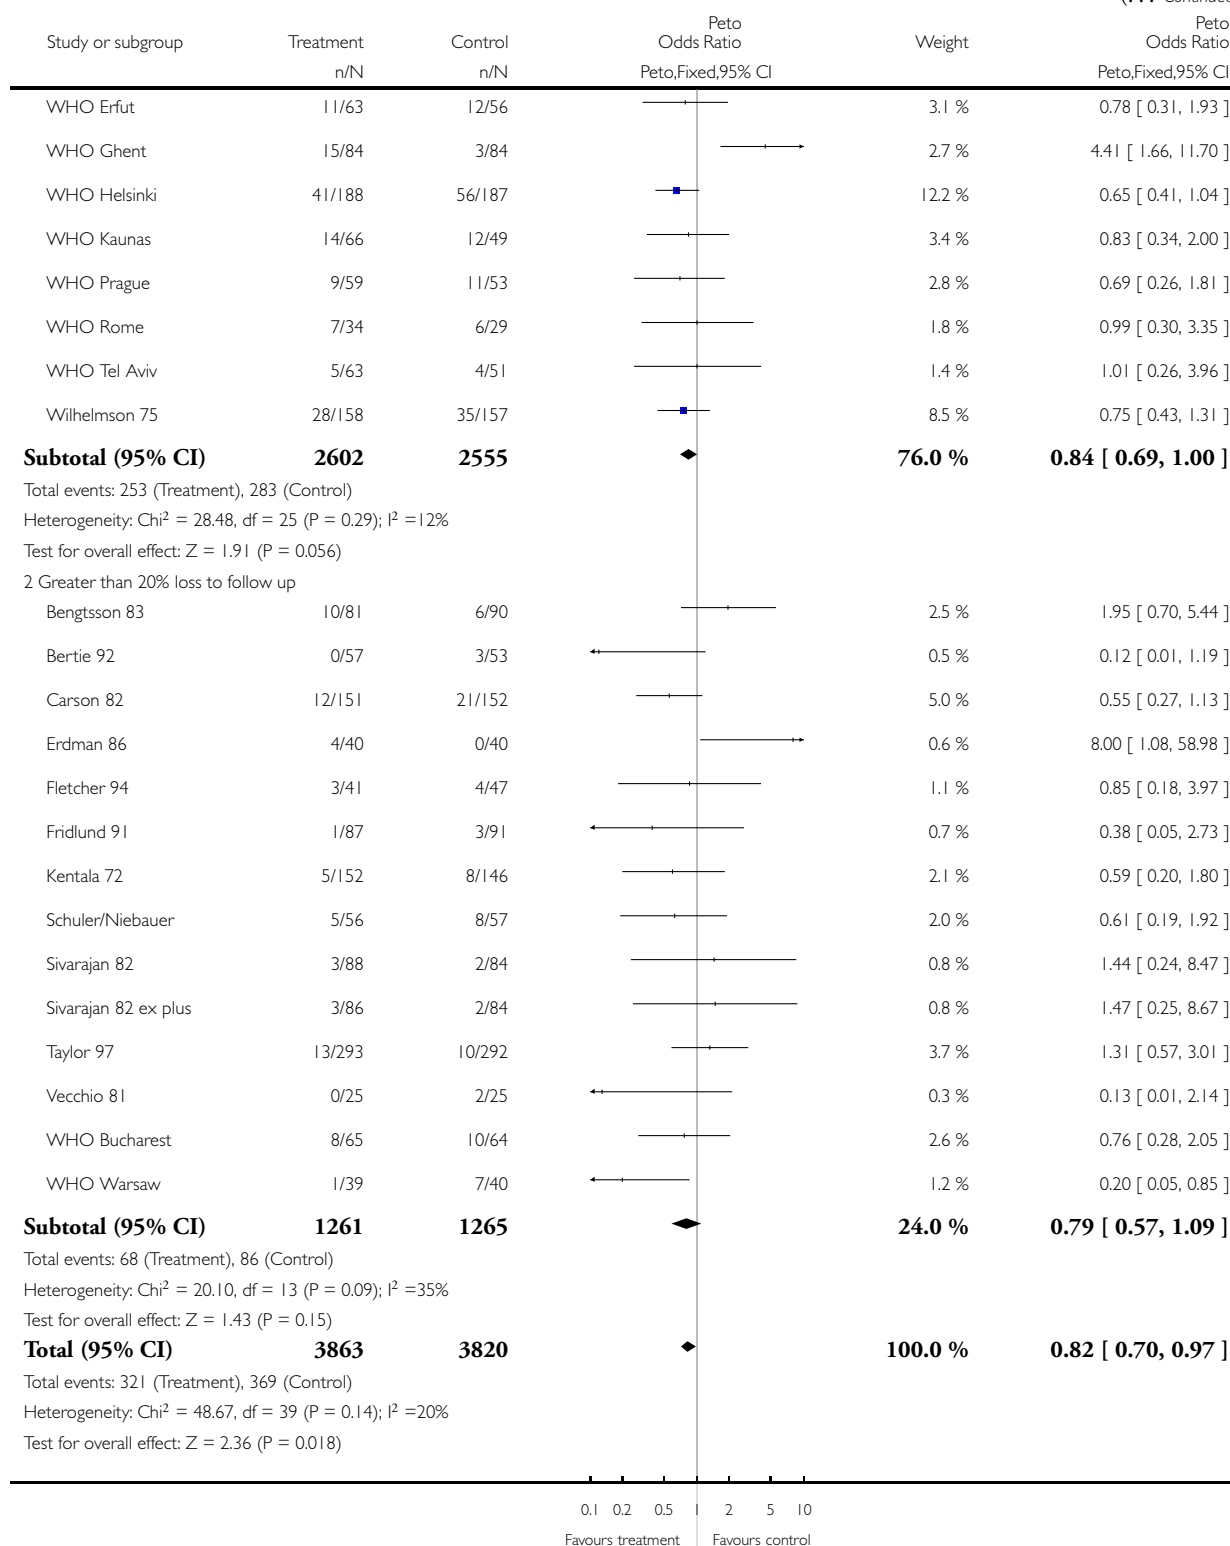 Peto Peto
Study or subgroup Treatment Control Odds Ratio Weight Odds Ratio
n/N n/N Peto,Fixed,95% CI Peto,Fixed,95% CI
WHO Erfut 11/63 12/56 3.1 % 0.78 [ 0.31, 1.93 ]
WHO Ghent 15/84 3/84 2.7 % 4.41 [ 1.66, 11.70 ]
WHO Helsinki 41/188 56/187 12.2 % 0.65 [ 0.41, 1.04 ]
WHO Kaunas 14/66 12/49 3.4 % 0.83 [ 0.34, 2.00 ]
WHO Prague 9/59 11/53 2.8 % 0.69 [ 0.26, 1.81 ]
WHO Rome 7/34 6/29 1.8 % 0.99 [ 0.30, 3.35 ]
WHO Tel Aviv 5/63 4/51 1.4 % 1.01 [ 0.26, 3.96 ]
Wilhelmson 75 28/158 35/157 8.5 % 0.75 [ 0.43, 1.31 ]
Subtotal (95% CI) 2602 2555 76.0 % 0.84 [ 0.69, 1.00 ]
Total events: 253 (Treatment), 283 (Control)
Heterogeneity: Chi² = 28.48, df = 25 (P = 0.29); I² =12%
Test for overall effect: Z = 1.91 (P = 0.056)
2 Greater than 20% loss to follow up
Bengtsson 83 10/81 6/90 2.5 % 1.95 [ 0.70, 5.44 ]
Bertie 92 0/57 3/53 0.5 % 0.12 [ 0.01, 1.19 ]
Carson 82 12/151 21/152 5.0 % 0.55 [ 0.27, 1.13 ]
Erdman 86 4/40 0/40 0.6 % 8.00 [ 1.08, 58.98 ]
Fletcher 94 3/41 4/47 1.1 % 0.85 [ 0.18, 3.97 ]
Fridlund 91 1/87 3/91 0.7 % 0.38 [ 0.05, 2.73 ]
Kentala 72 5/152 8/146 2.1 % 0.59 [ 0.20, 1.80 ]
Schuler/Niebauer 5/56 8/57 2.0 % 0.61 [ 0.19, 1.92 ]
Sivarajan 82 3/88 2/84 0.8 % 1.44 [ 0.24, 8.47 ]
Sivarajan 82 ex plus 3/86 2/84 0.8 % 1.47 [ 0.25, 8.67 ]
Taylor 97 13/293 10/292 3.7 % 1.31 [ 0.57, 3.01 ]
Vecchio 81 0/25 2/25 0.3 % 0.13 [ 0.01, 2.14 ]
WHO Bucharest 8/65 10/64 2.6 % 0.76 [ 0.28, 2.05 ]
WHO Warsaw 1/39 7/40 1.2 % 0.20 [ 0.05, 0.85 ]
Subtotal (95% CI) 1261 1265 24.0 % 0.79 [ 0.57, 1.09 ]
Total events: 68 (Treatment), 86 (Control)
Heterogeneity: Chi² = 20.10, df = 13 (P = 0.09); I² =35%
Test for overall effect: Z = 1.43 (P = 0.15)
Total (95% CI) 3863 3820 100.0 % 0.82 [ 0.70, 0.97 ]
Total events: 321 (Treatment), 369 (Control)
Heterogeneity: Chi² = 48.67, df = 39 (P = 0.14); I² =20%
Test for overall effect: Z = 2.36 (P = 0.018)
0.1 0.2 0.5 1 2 5 10
Favours treatment Favours control